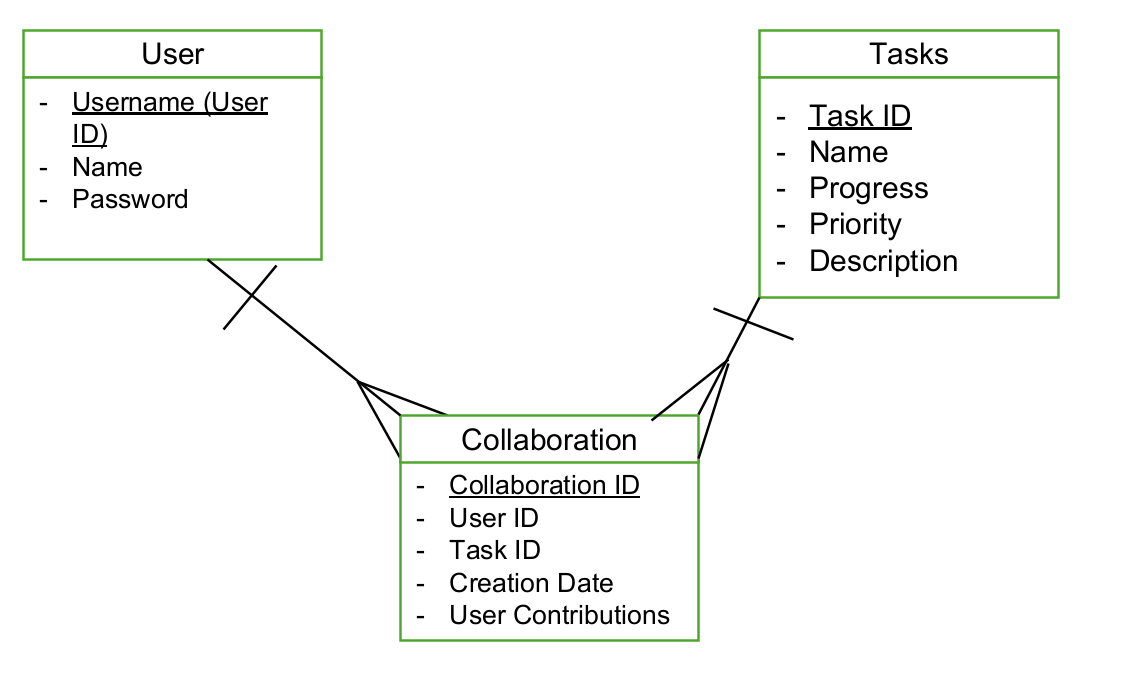 User
- Username (User
ID)
- Name
- Password
Tasks
- Task ID
- Name
- Progress
- Priority
- Description
Collaboration
- Collaboration ID
- User ID
- Task ID
- Creation Date
- User Contributions